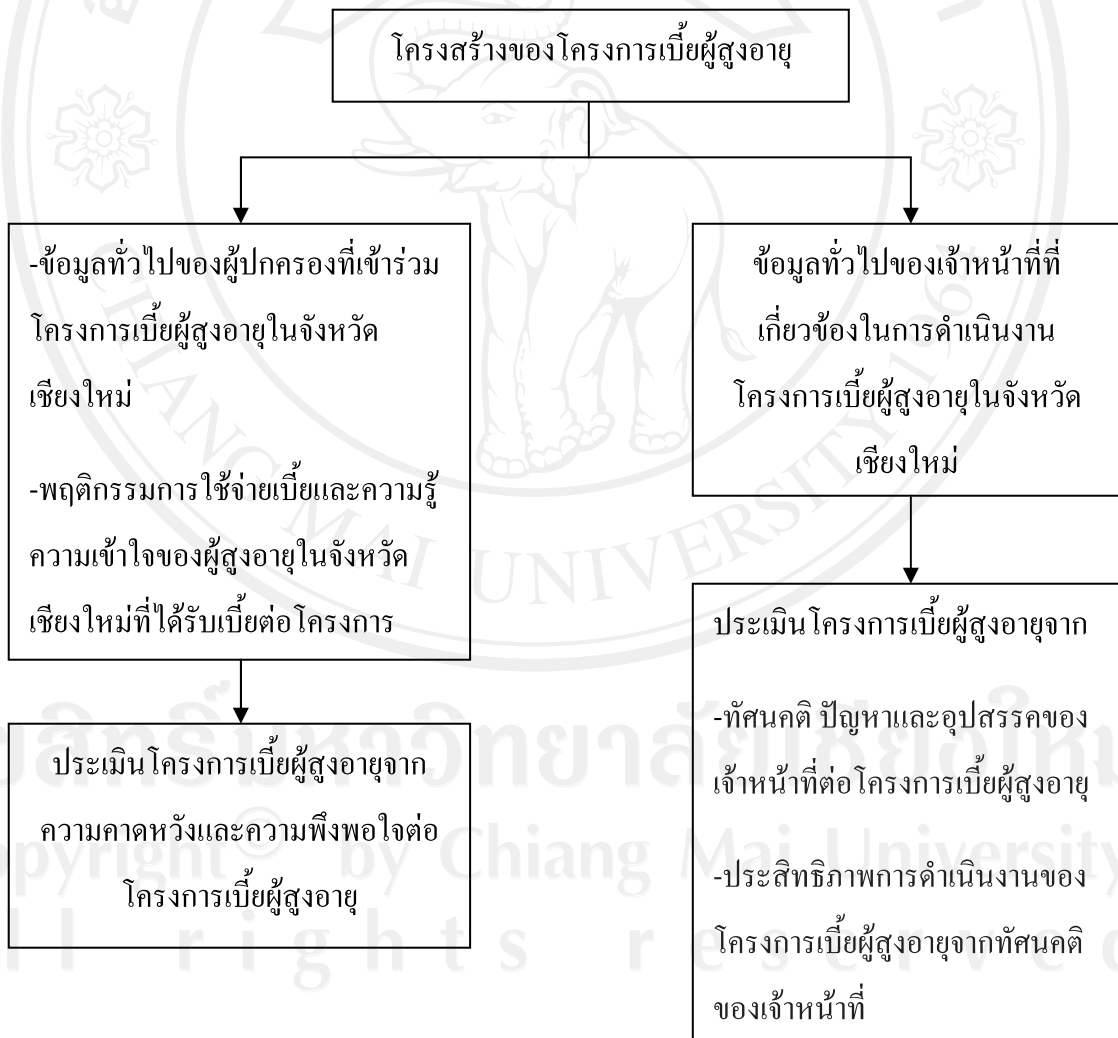 โครงสร้างของโครงการเบี้ยผู้สูงอายุ
-ข้อมูลทั่วไปของผู้ปกครองที่เข้าร่วม
โครงการเบี้ยผู้สูงอายุในจังหวัด
เชียงใหม่
-พฤติกรรมการใช้จ่ายเบี้ยและความรู้
ความเข้าใจของผู้สูงอายุในจังหวัด
เชียงใหม่ที่ได้รับเบี้ยต่อโครงการ
ประเมินโครงการเบี้ยผู้สูงอายุจาก
ความคาดหวังและความพึงพอใจต่อ
โครงการเบี้ยผู้สูงอายุ
ข้อมูลทั่วไปของเจ้าหน้าที่ที่
เกี่ยวข้องในการดำเนินงาน
โครงการเบี้ยผู้สูงอายุในจังหวัด
เชียงใหม่
ประเมินโครงการเบี้ยผู้สูงอายุจาก
-ทัศนคติ ปัญหาและอุปสรรคของ
เจ้าหน้าที่ต่อโครงการเบี้ยผู้สูงอายุ
-ประสิทธิภาพการดำเนินงานของ
โครงการเบี้ยผู้สูงอายุจากทัศนคติ
ของเจ้าหน้าที่
CHIANG MAI UNIVERSITY 1964
by Chiang Mai University
rights reserved